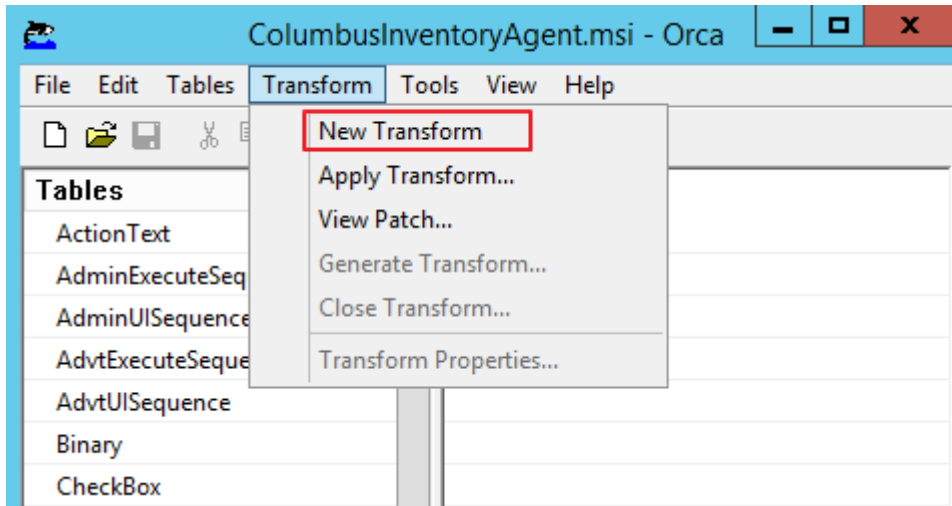 ColumbusInventoryAgent.msi - Orca
File Edit Tables Transform Tools View Help
New Transform
Apply Transform...
View Patch...
Generate Transform...
Close Transform...
Transform Properties...
Tables
ActionText
AdminExecuteSeq
AdminUISequence
AdvtExecuteSeque
AdvtUISequence
Binary
CheckBox